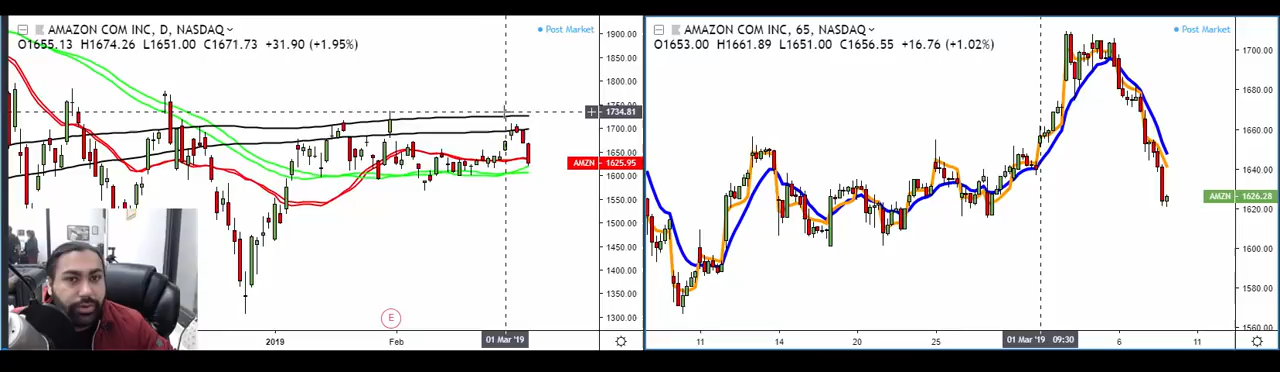 AMAZON COM INC, D, NASDAQ
Post Market
O1655.13 H1674.26 L1651.00 C1671.73 +31.90 (+1.95%)
1900.00
1850.00
1800.00
1750.00
1734.81
1700.00
1650.00
AMZN 1625.95
1600.00
1550.00
1500.00
1450.00
1400.00
1350.00
1300.00
E
2019 Feb 01 Mar '19
AMAZON COM INC, 65, NASDAQ
Post Market
O1653.00 H1661.89 L1651.00 C1656.55 +16.76 (+1.02%)
1700.00
1680.00
1660.00
1640.00
AMZN 1626.28
1620.00
1600.00
1580.00
1560.00
11 14 20 25 01 Mar '19 09:30 6 11